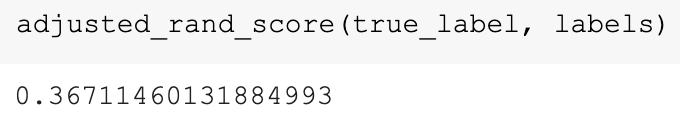 adjusted_rand_score(true_label, labels)
0.36711460131884993